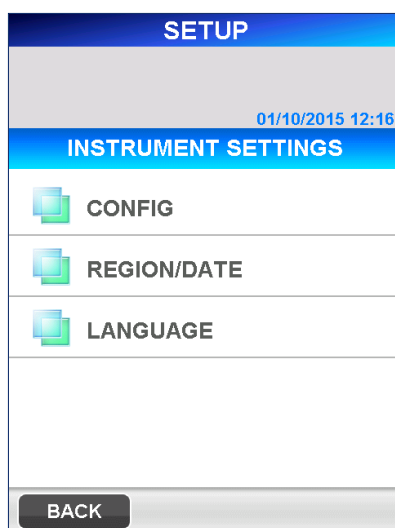 SETUP
01/10/2015 12:16
INSTRUMENT SETTINGS
CONFIG
REGION/DATE
LANGUAGE
BACK